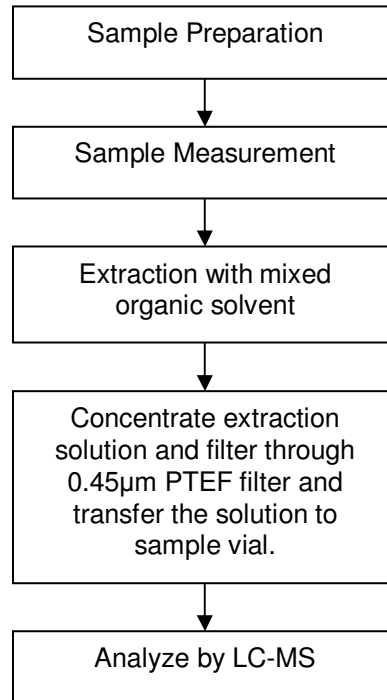 Sample Preparation
Sample Measurement
Extraction with mixed
organic solvent
Concentrate extraction
solution and filter through
0.45µm PTEF filter and
transfer the solution to
sample vial.
Analyze by LC-MS